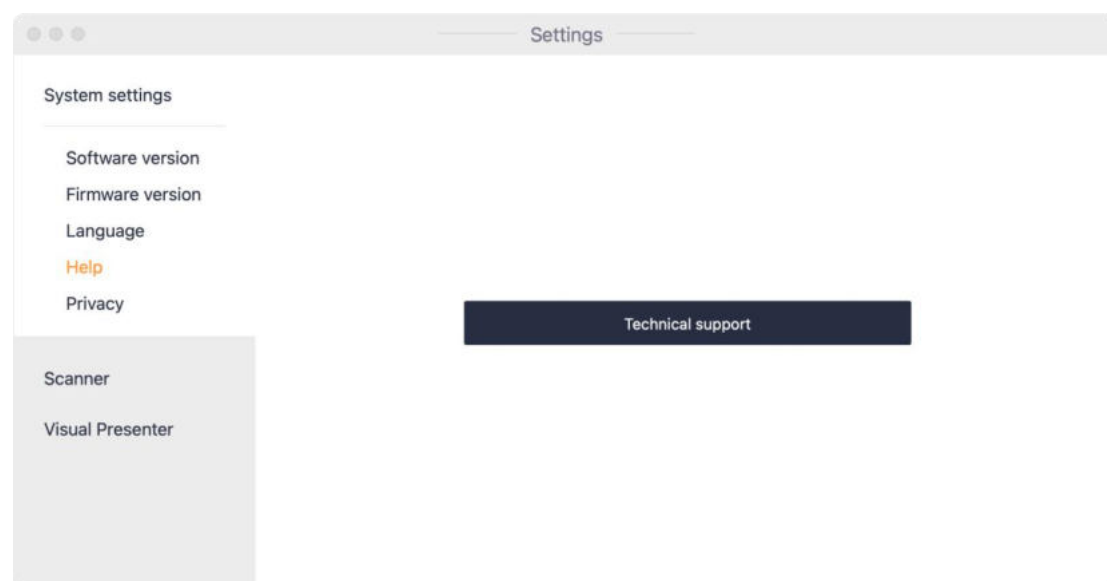 Settings
System settings
Software version
Firmware version
Language
Help
Privacy
Technical support
Scanner
Visual Presenter